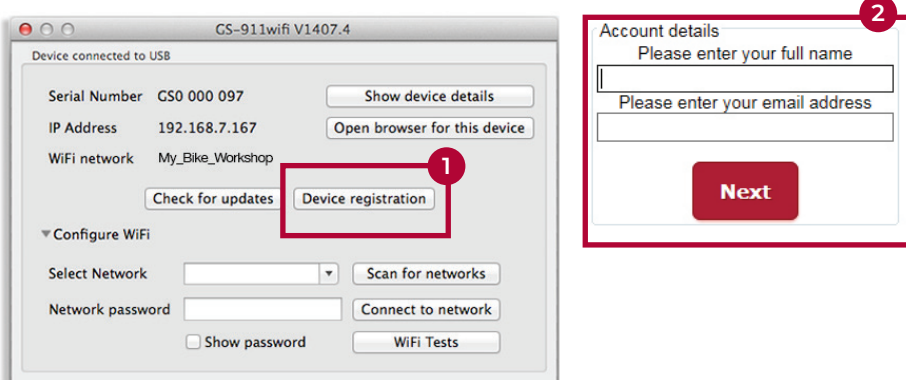 GS-911wifi V1407.4
Device connected to USB
Serial Number GS0 000 097 Show device details
IP Address 192.168.7.167 Open browser for this device
WiFi network My_Bike_Workshop
1
Check for updates Device registration
Configure WiFi
Select Network Scan for networks
Network password Connect to network
Show password WiFi Tests
2
Account details
Please enter your full name
Please enter your email address
Next